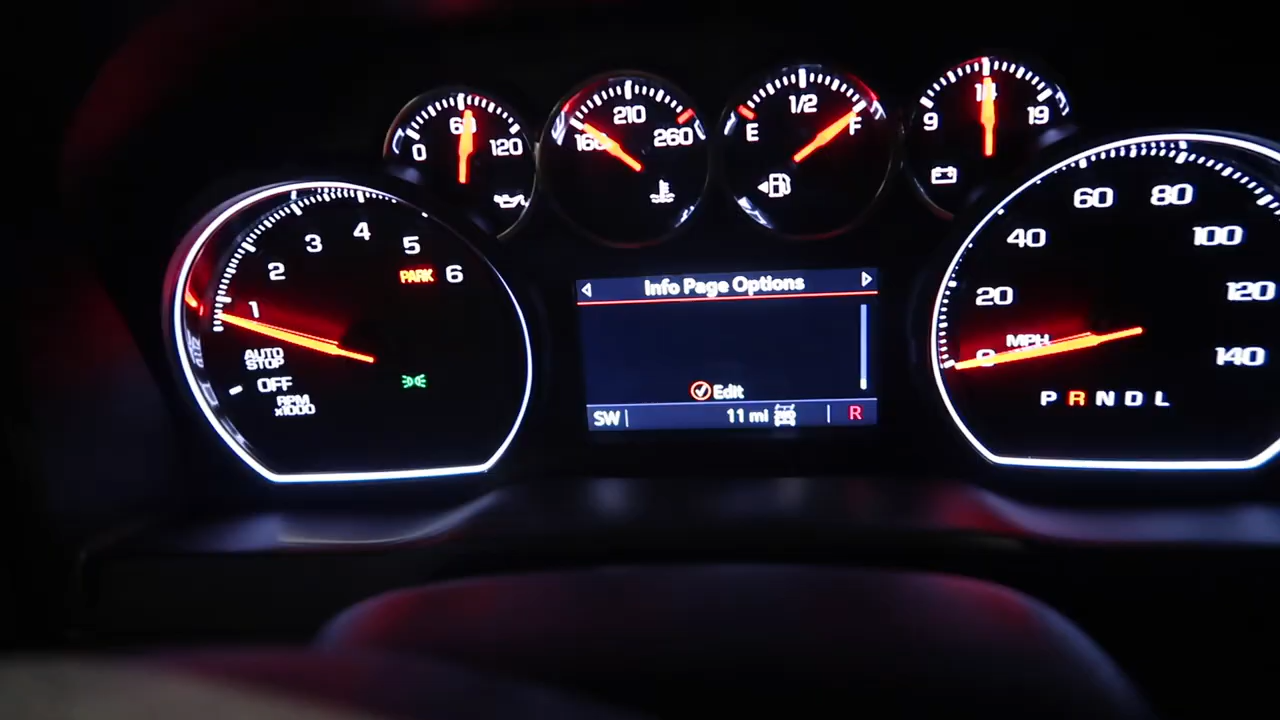 0 60 120
160 210 260
E 1/2 F
9 14 19
1 2 3 4 5 6
PARK
AUTO
STOP
OFF
RPM
x1000
Info Page Options
Edit
SW
11 mi
R
0 20 40 60 80 100 120 140
MPH
P R N D L